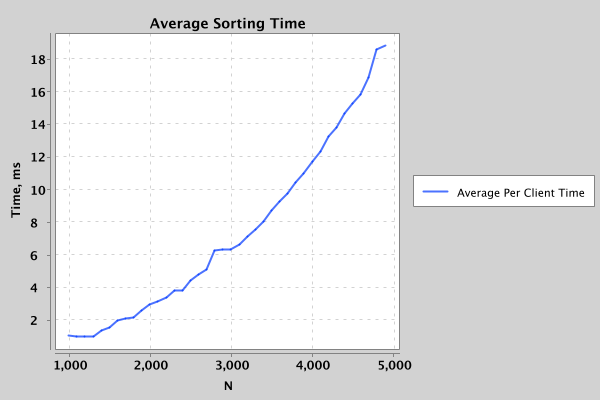 Average Sorting Time
Time, ms
18
16
14
12
10
8
6
4
2
1,000 2,000 3,000 4,000 5,000
N
Average Per Client Time